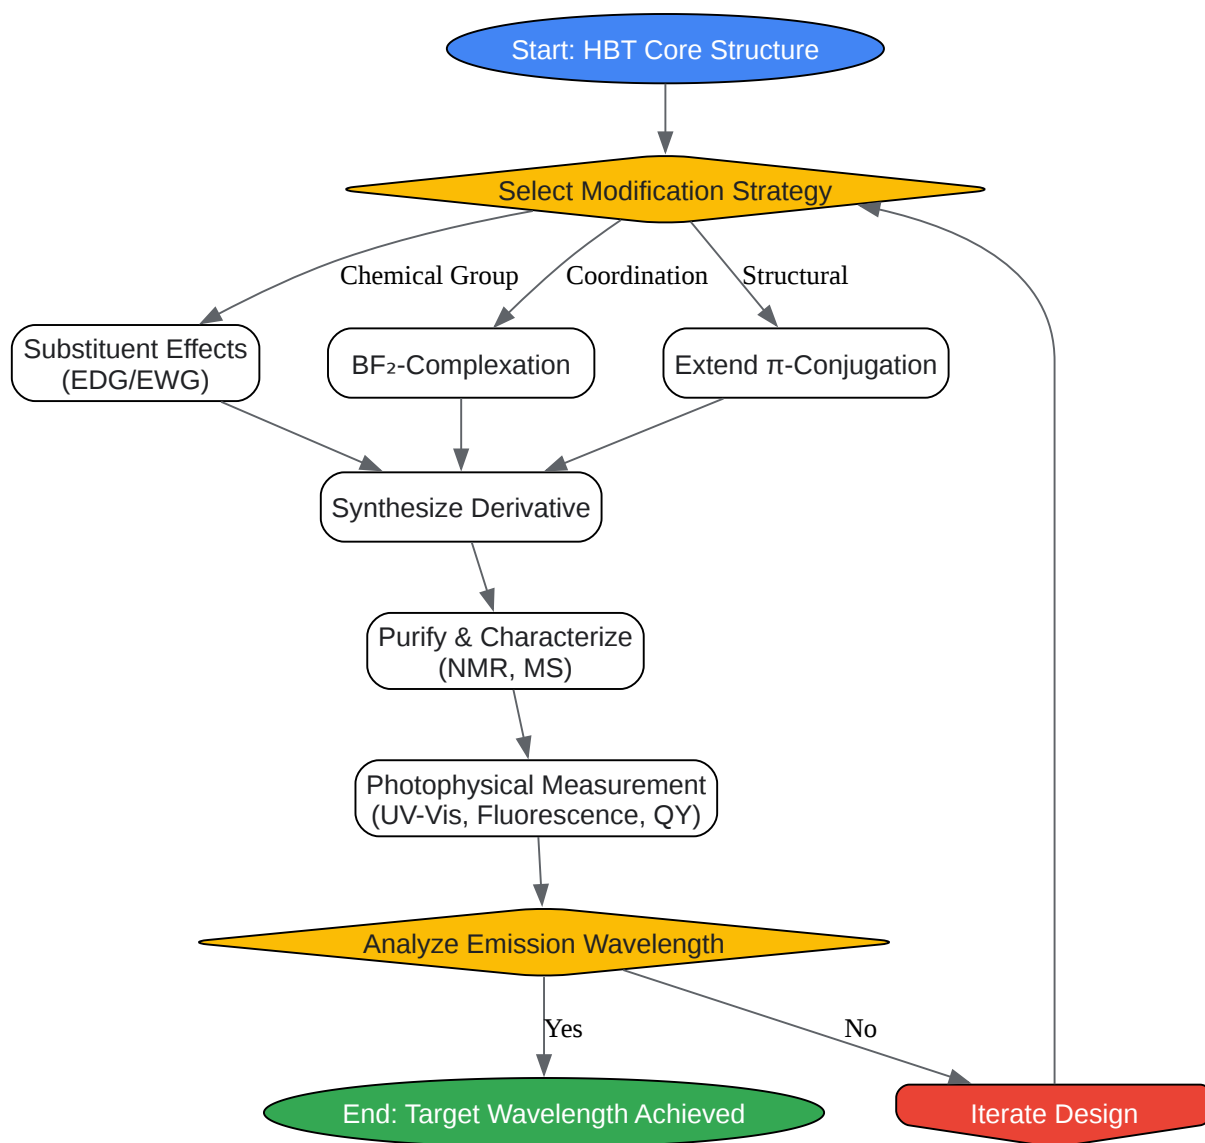 Start: HBT Core Structure
Select Modification Strategy
Chemical Group
Coordination
Structural
Substituent Effects
(EDG/EWG)
BF₂-Complexation
Extend π-Conjugation
Synthesize Derivative
Purify & Characterize
(NMR, MS)
Photophysical Measurement
(UV-Vis, Fluorescence, QY)
Analyze Emission Wavelength
Yes
No
End: Target Wavelength Achieved
Iterate Design